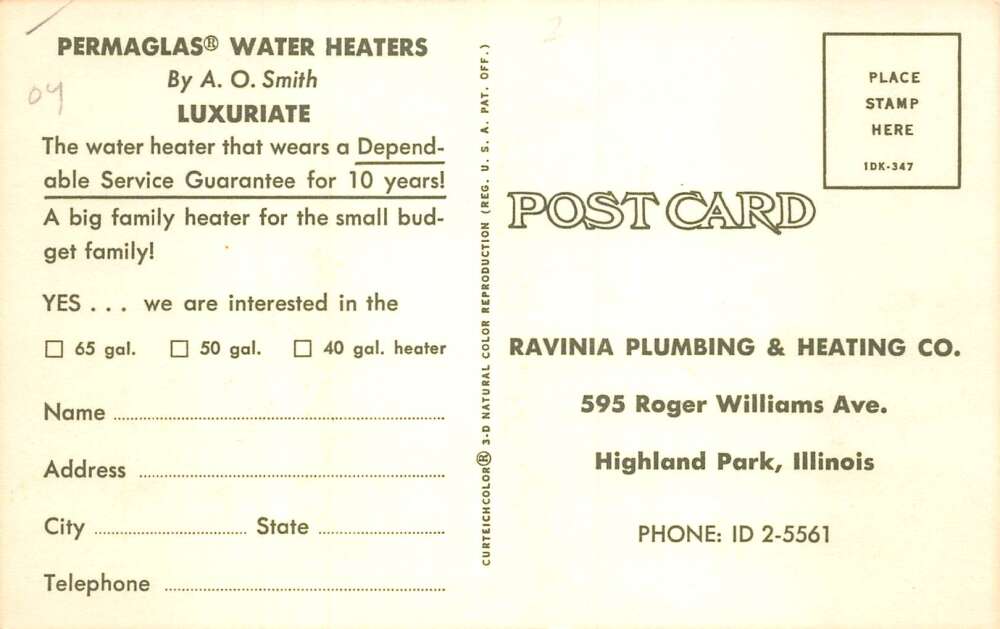 PERMAGLAS® WATER HEATERS
By A. O. Smith
LUXURIATE
The water heater that wears a Depend-
able Service Guarantee for 10 years!
A big family heater for the small bud-
get family!
YES . . . we are interested in the
☐ 65 gal. ☐ 50 gal. ☐ 40 gal. heater
Name
Address
City State
Telephone
04
CURTEICHCOLOR® 3-D NATURAL COLOR REPRODUCTION (REG. U. S. A. PAT. OFF.)
PLACE
STAMP
HERE
1DK-347
POST CARD
RAVINIA PLUMBING & HEATING CO.
595 Roger Williams Ave.
Highland Park, Illinois
PHONE: ID 2-5561